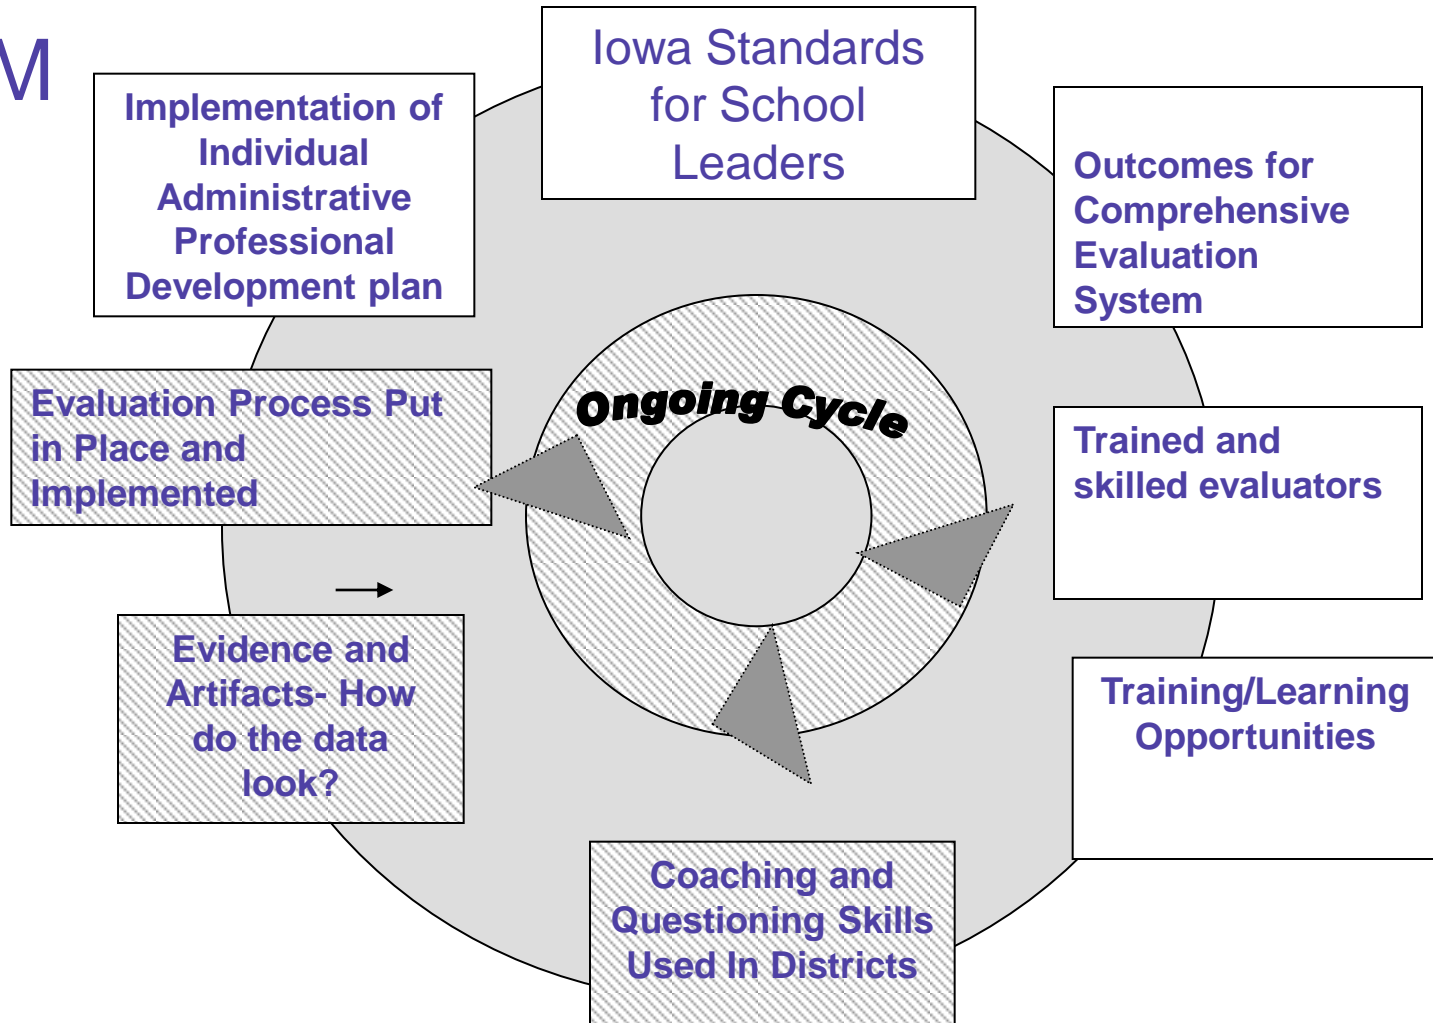 M
Iowa Standards
for School
Leaders
Implementation of
Individual
Administrative
Professional
Development plan
Outcomes for
Comprehensive
Evaluation
System
Evaluation Process Put
in Place and
Implemented
Ongoing Cycle
Trained and
skilled evaluators
Evidence and
Artifacts- How
do the data
look?
Training/Learning
Opportunities
Coaching and
Questioning Skills
Used In Districts